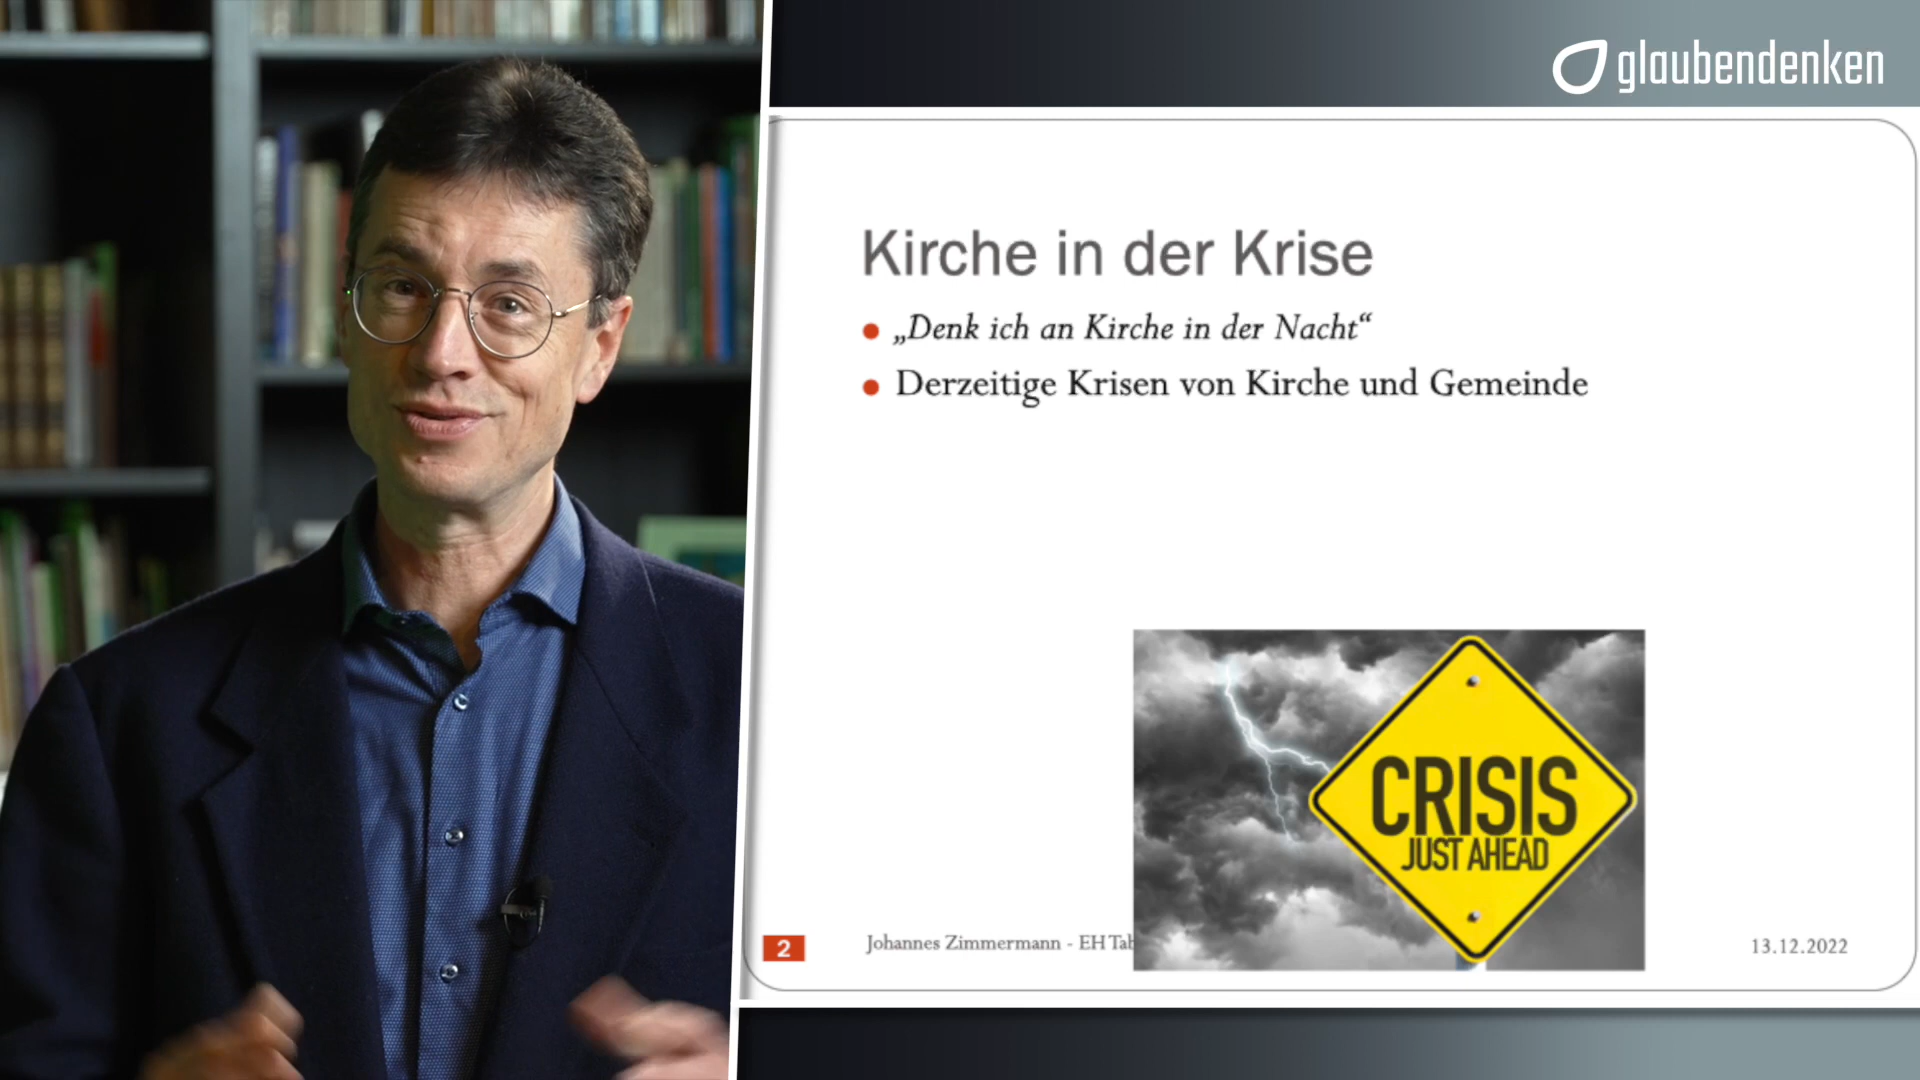 glaubendenken
Kirche in der Krise
„Denk ich an Kirche in der Nacht“
Derzeitige Krisen von Kirche und Gemeinde
CRISIS
JUST AHEAD
2
Johannes Zimmermann - EH Tab
13.12.2022